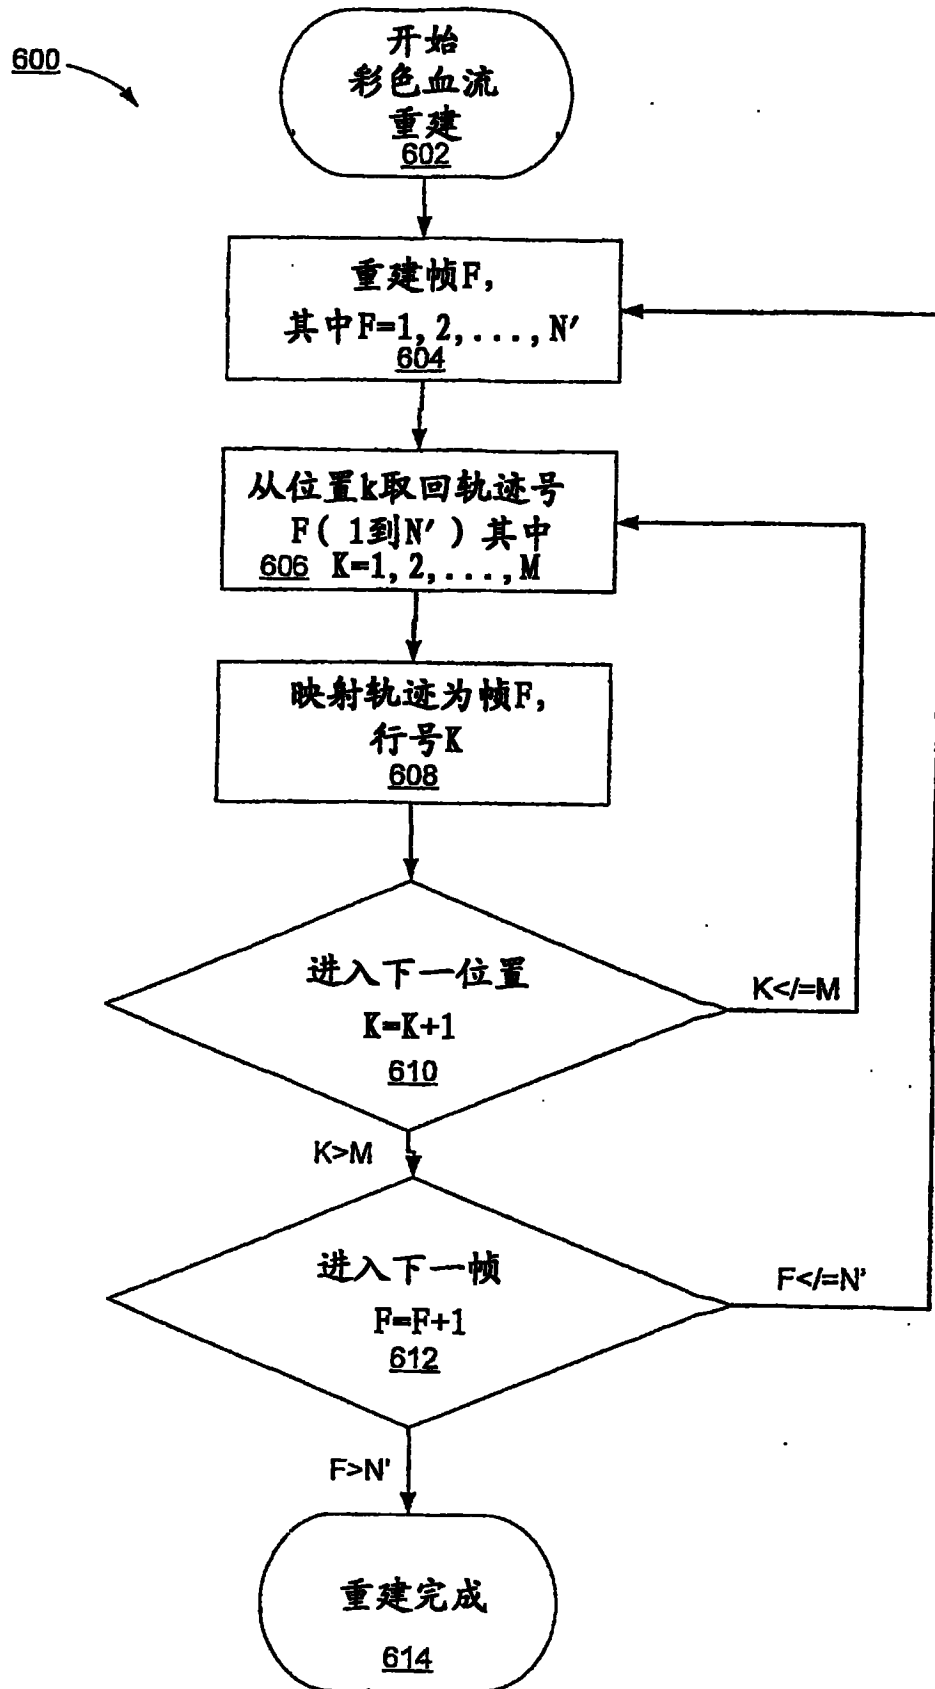 600
开始
彩色血流
重建
602
重建帧F,
其中F=1, 2, ..., N′
604
从位置k取回轨迹号
F( 1到N′) 其中
606 K=1, 2, ..., M
映射轨迹为帧F,
行号K
608
进入下一位置
K=K+1
610
K</=M
K>M
进入下一帧
F=F+1
612
F</=N'
F>N'
重建完成
614